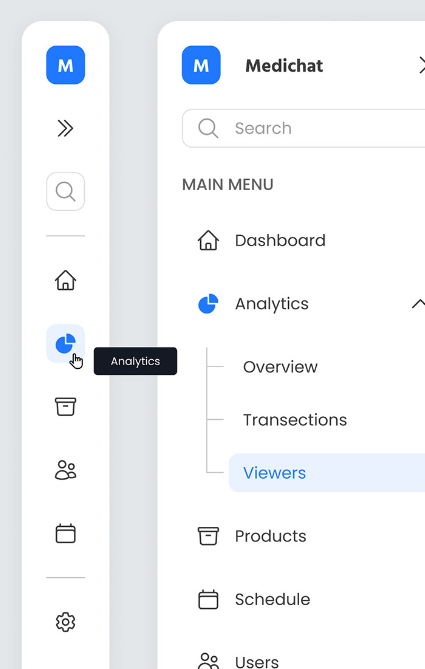 M
Analytics
M
Medichat
Search
MAIN MENU
Dashboard
Analytics
Overview
Transections
Viewers
Products
Schedule
Users